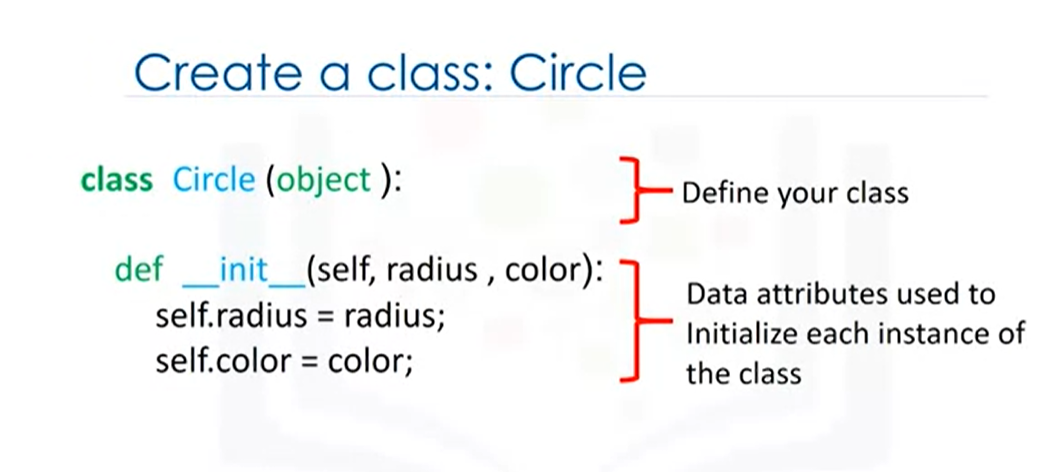 Create a class: Circle
class Circle (object ):
Define your class
def __init__(self, radius , color):
self.radius = radius;
self.color = color;
Data attributes used to
Initialize each instance of
the class